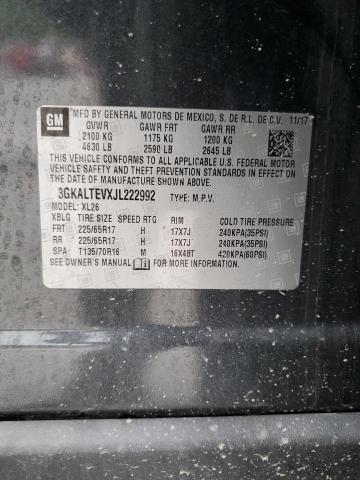 GM
MFD BY GENERAL MOTORS DE MEXICO, S. DE R.L. DE C.V. 11/17
GVWR GAWR FRT GAWR RR
2100 KG 1175 KG 1200 KG
4630 LB 2590 LB 2645 LB
THIS VEHICLE CONFORMS TO ALL APPLICABLE U.S. FEDERAL MOTOR
VEHICLE SAFETY AND THEFT PREVENTION STANDARDS IN
EFFECT ON THE DATE OF MANUFACTURE SHOWN ABOVE.
3GKALTEVXJL222992 TYPE: M.P.V.
MODEL: XL26
XBLG TIRE SIZE SPEED RTG RIM COLD TIRE PRESSURE
FRT 225/65R17 H 17X7J 240KPA(35PSI)
RR 225/65R17 H 17X7J 240KPA(35PSI)
SPA T135/70R16 M 16X4BT 420KPA(60PSI)
SEE OWNER'S MANUAL FOR MORE INFORMATION